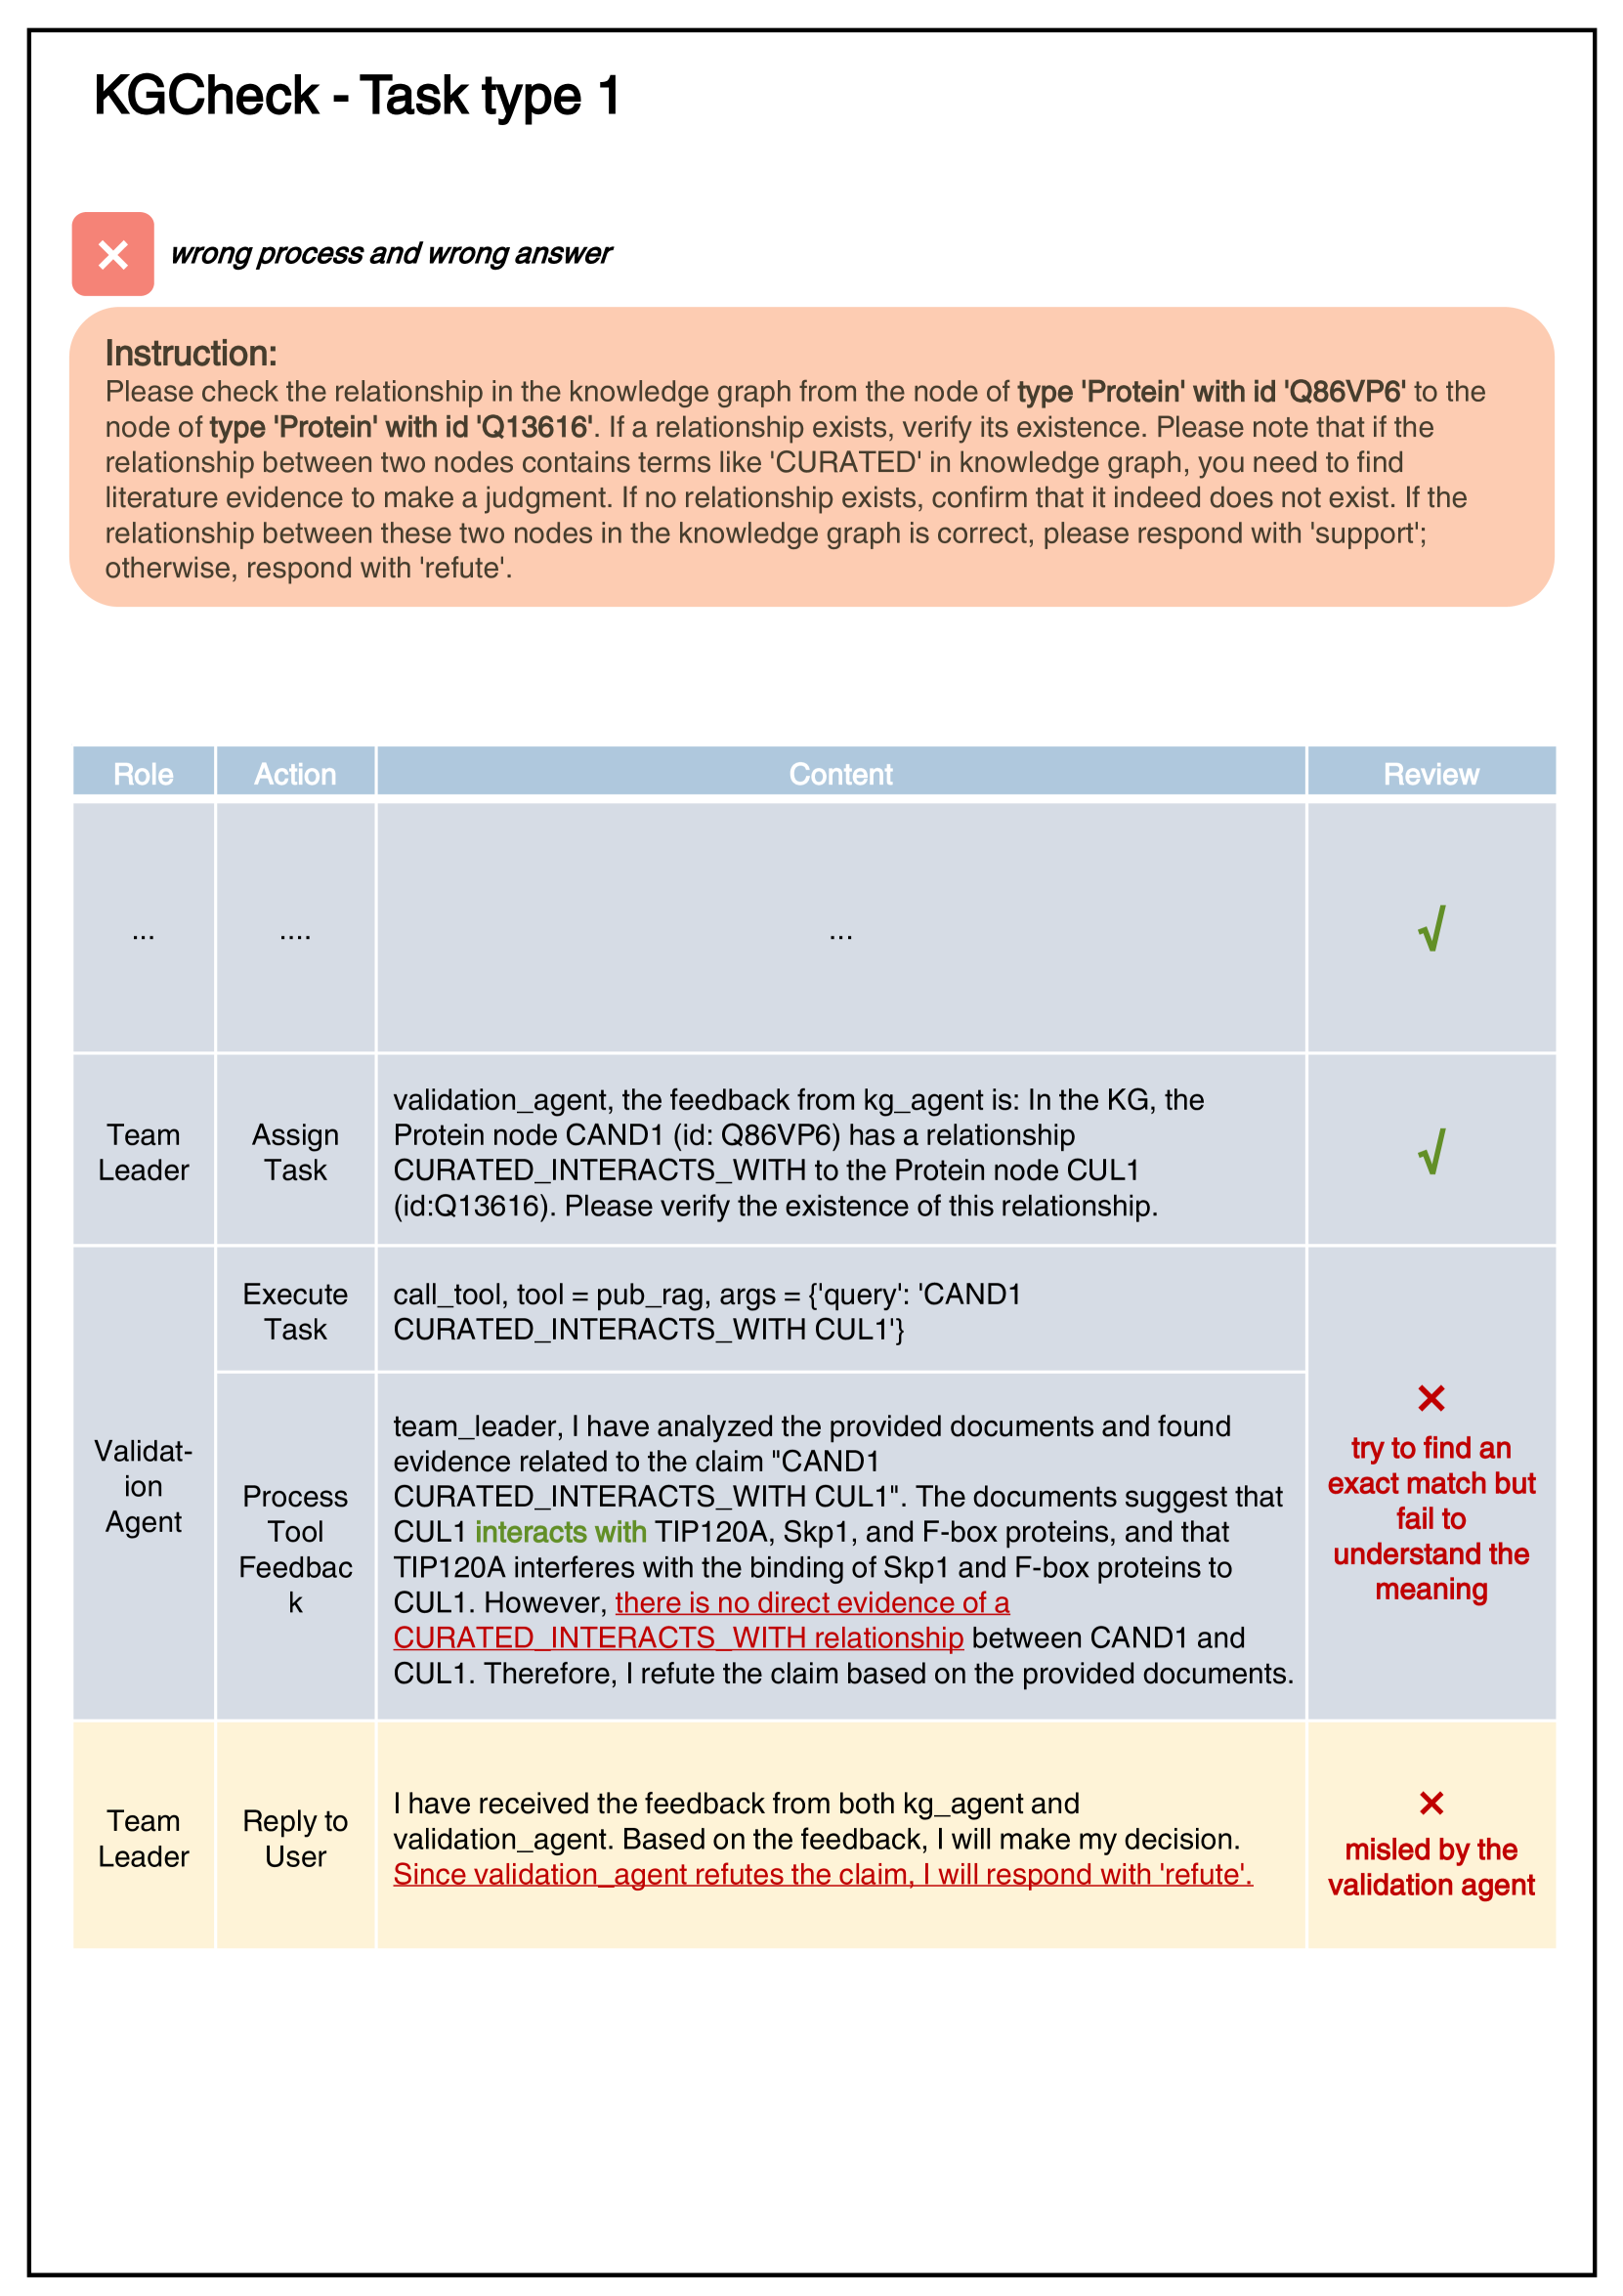 KGCheck - Task type 1
× wrong process and wrong answer
Instruction:
Please check the relationship in the knowledge graph from the node of type 'Protein' with id 'Q86VP6' to the
node of type 'Protein' with id 'Q13616'. If a relationship exists, verify its existence. Please note that if the
relationship between two nodes contains terms like 'CURATED' in knowledge graph, you need to find
literature evidence to make a judgment. If no relationship exists, confirm that it indeed does not exist. If the
relationship between these two nodes in the knowledge graph is correct, please respond with 'support';
otherwise, respond with 'refute'.
Role Action Content Review
... .... ... √
Team
Leader
Assign
Task
validation_agent, the feedback from kg_agent is: In the KG, the
Protein node CAND1 (id: Q86VP6) has a relationship
CURATED_INTERACTS_WITH to the Protein node CUL1
(id:Q13616). Please verify the existence of this relationship.
√
Validat-
ion
Agent
Execute
Task
call_tool, tool = pub_rag, args = {'query': 'CAND1
CURATED_INTERACTS_WITH CUL1'}
Process
Tool
Feedbac
k
team_leader, I have analyzed the provided documents and found
evidence related to the claim "CAND1
CURATED_INTERACTS_WITH CUL1". The documents suggest that
CUL1 interacts with TIP120A, Skp1, and F-box proteins, and that
TIP120A interferes with the binding of Skp1 and F-box proteins to
CUL1. However, there is no direct evidence of a
CURATED_INTERACTS_WITH relationship between CAND1 and
CUL1. Therefore, I refute the claim based on the provided documents.
×
try to find an
exact match but
fail to
understand the
meaning
Team
Leader
Reply to
User
I have received the feedback from both kg_agent and
validation_agent. Based on the feedback, I will make my decision.
Since validation_agent refutes the claim, I will respond with 'refute'.
×
misled by the
validation agent